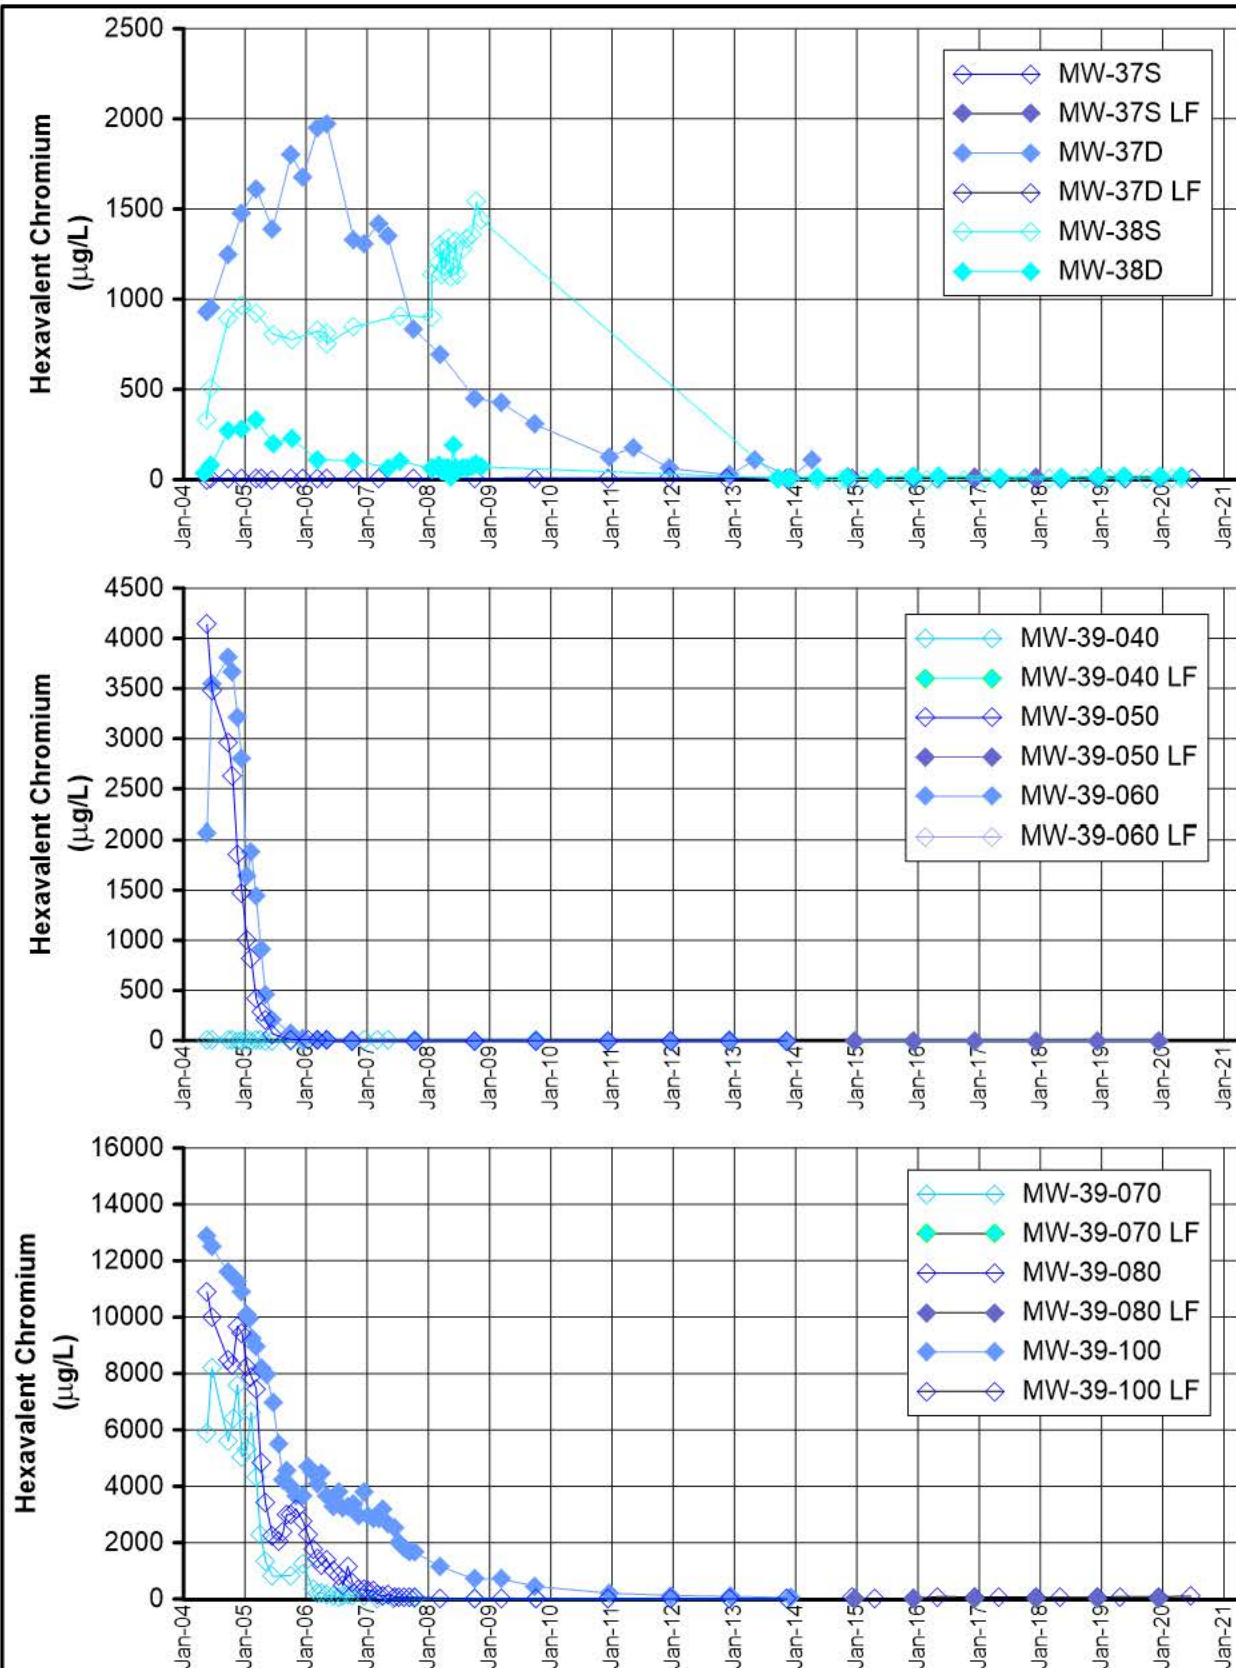 2500
2000
1500
1000
500
0
Hexavalent Chromium
(µg/L)
MW-37S
MW-37S LF
MW-37D
MW-37D LF
MW-38S
MW-38D
Jan-04
Jan-05
Jan-06
Jan-07
Jan-08
Jan-09
Jan-10
Jan-11
Jan-12
Jan-13
Jan-14
Jan-15
Jan-16
Jan-17
Jan-18
Jan-19
Jan-20
Jan-21
4500
4000
3500
3000
2500
2000
1500
1000
500
0
Hexavalent Chromium
(µg/L)
MW-39-040
MW-39-040 LF
MW-39-050
MW-39-050 LF
MW-39-060
MW-39-060 LF
Jan-04
Jan-05
Jan-06
Jan-07
Jan-08
Jan-09
Jan-10
Jan-11
Jan-12
Jan-13
Jan-14
Jan-15
Jan-16
Jan-17
Jan-18
Jan-19
Jan-20
Jan-21
16000
14000
12000
10000
8000
6000
4000
2000
0
Hexavalent Chromium
(µg/L)
MW-39-070
MW-39-070 LF
MW-39-080
MW-39-080 LF
MW-39-100
MW-39-100 LF
Jan-04
Jan-05
Jan-06
Jan-07
Jan-08
Jan-09
Jan-10
Jan-11
Jan-12
Jan-13
Jan-14
Jan-15
Jan-16
Jan-17
Jan-18
Jan-19
Jan-20
Jan-21